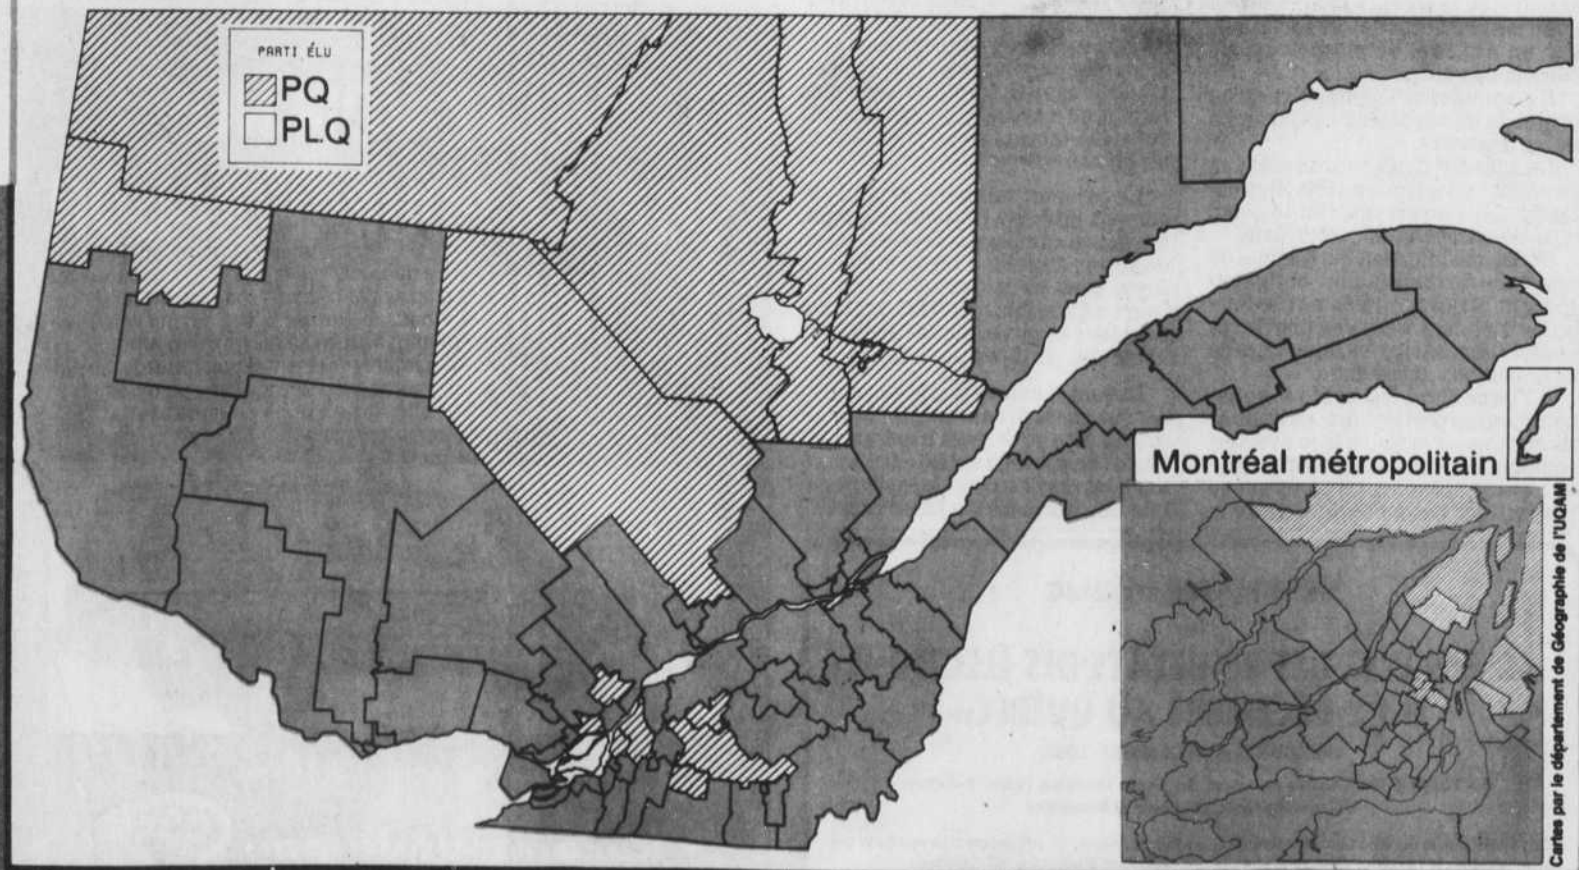 PARTI ÉLU
PQ
PLQ
Montréal métropolitain
Cartes par le département de Géographie de l'UQAM